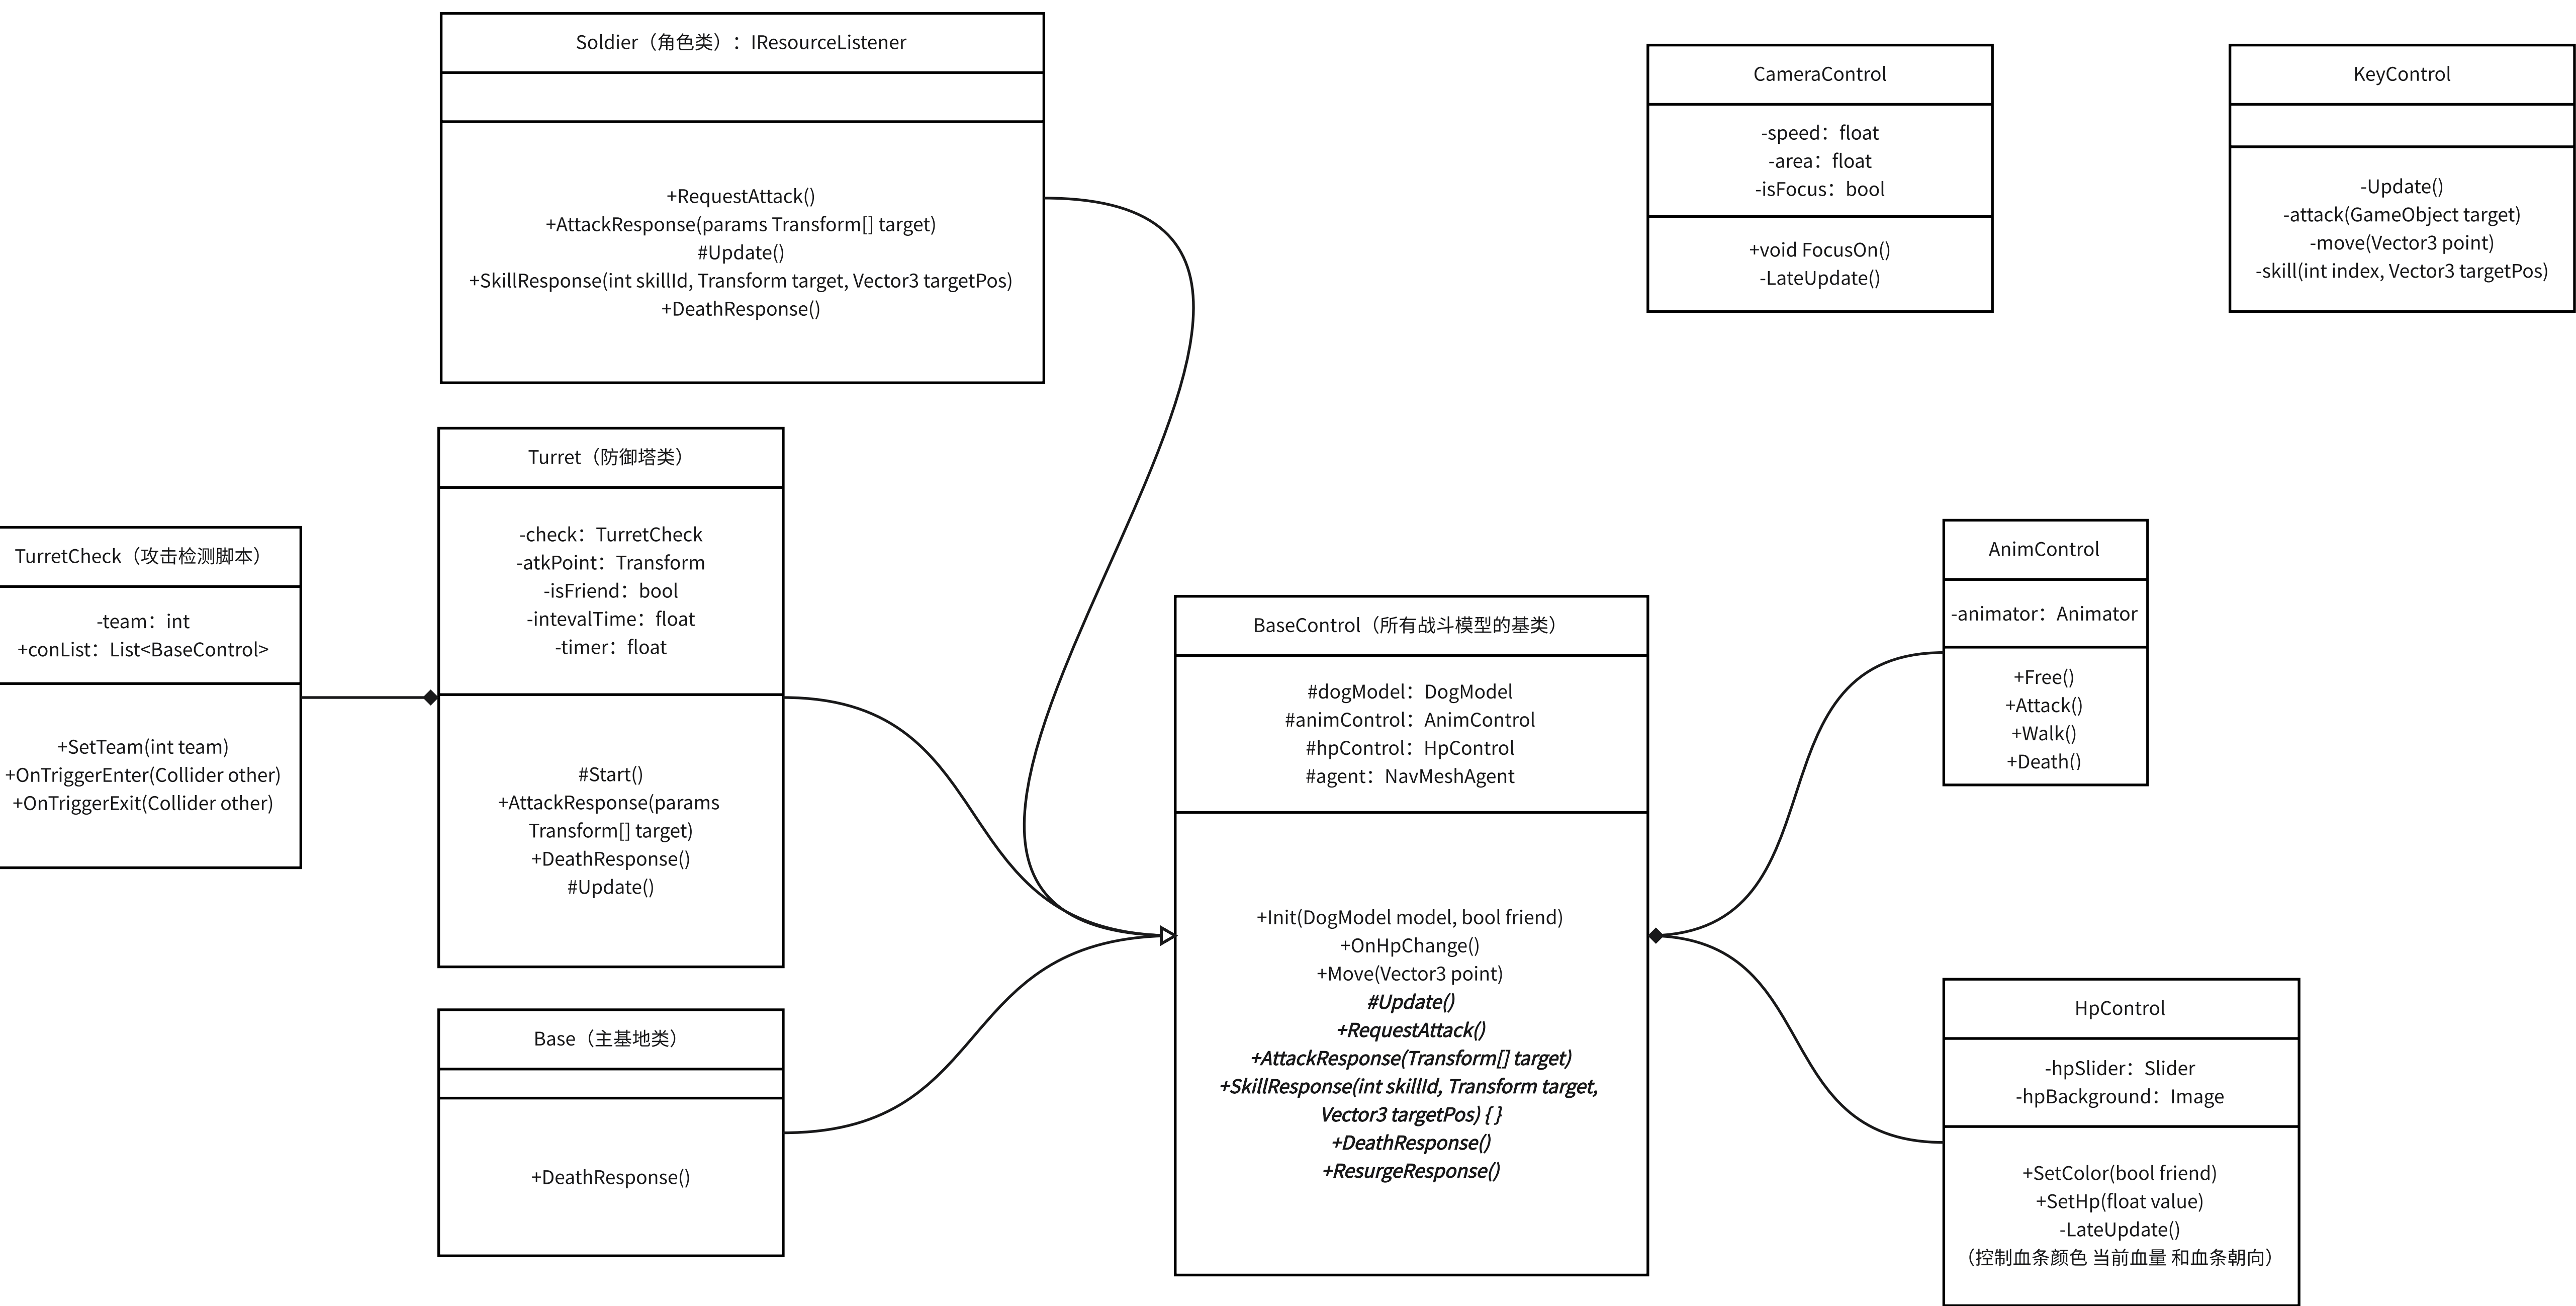 Soldier（角色类）：IResourceListener
+RequestAttack()
+AttackResponse(params Transform[] target)
#Update()
+SkillResponse(int skillId, Transform target, Vector3 targetPos)
+DeathResponse()
CameraControl
-speed：float
-area：float
-isFocus：bool
+void FocusOn()
-LateUpdate()
KeyControl
-Update()
-attack(GameObject target)
-move(Vector3 point)
-skill(int index, Vector3 targetPos)
TurretCheck（攻击检测脚本）
-team：int
+conList：List<BaseControl>
+SetTeam(int team)
+OnTriggerEnter(Collider other)
+OnTriggerExit(Collider other)
Turret（防御塔类）
-check：TurretCheck
-atkPoint：Transform
-isFriend：bool
-intevalTime：float
-timer：float
#Start()
+AttackResponse(params
Transform[] target)
+DeathResponse()
#Update()
Base（主基地类）
+DeathResponse()
BaseControl（所有战斗模型的基类）
#dogModel：DogModel
#animControl：AnimControl
#hpControl：HpControl
#agent：NavMeshAgent
+Init(DogModel model, bool friend)
+OnHpChange()
+Move(Vector3 point)
#Update()
+RequestAttack()
+AttackResponse(Transform[] target)
+SkillResponse(int skillId, Transform target,
Vector3 targetPos) { }
+DeathResponse()
+ResurgeResponse()
AnimControl
-animator：Animator
+Free()
+Attack()
+Walk()
+Death()
HpControl
-hpSlider：Slider
-hpBackground：Image
+SetColor(bool friend)
+SetHp(float value)
-LateUpdate()
（控制血条颜色 当前血量 和血条朝向）